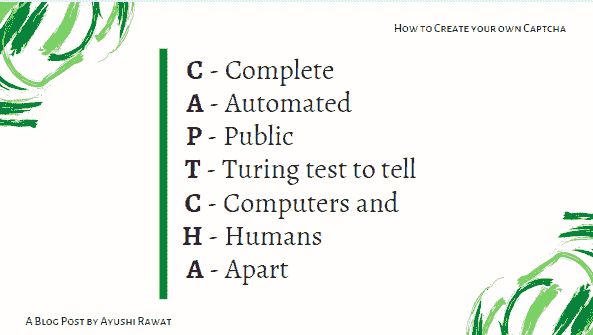 How to Create your own Captcha
C - Complete
A - Automated
P - Public
T - Turing test to tell
C - Computers and
H - Humans
A - Apart
A Blog Post by Ayushi Rawat